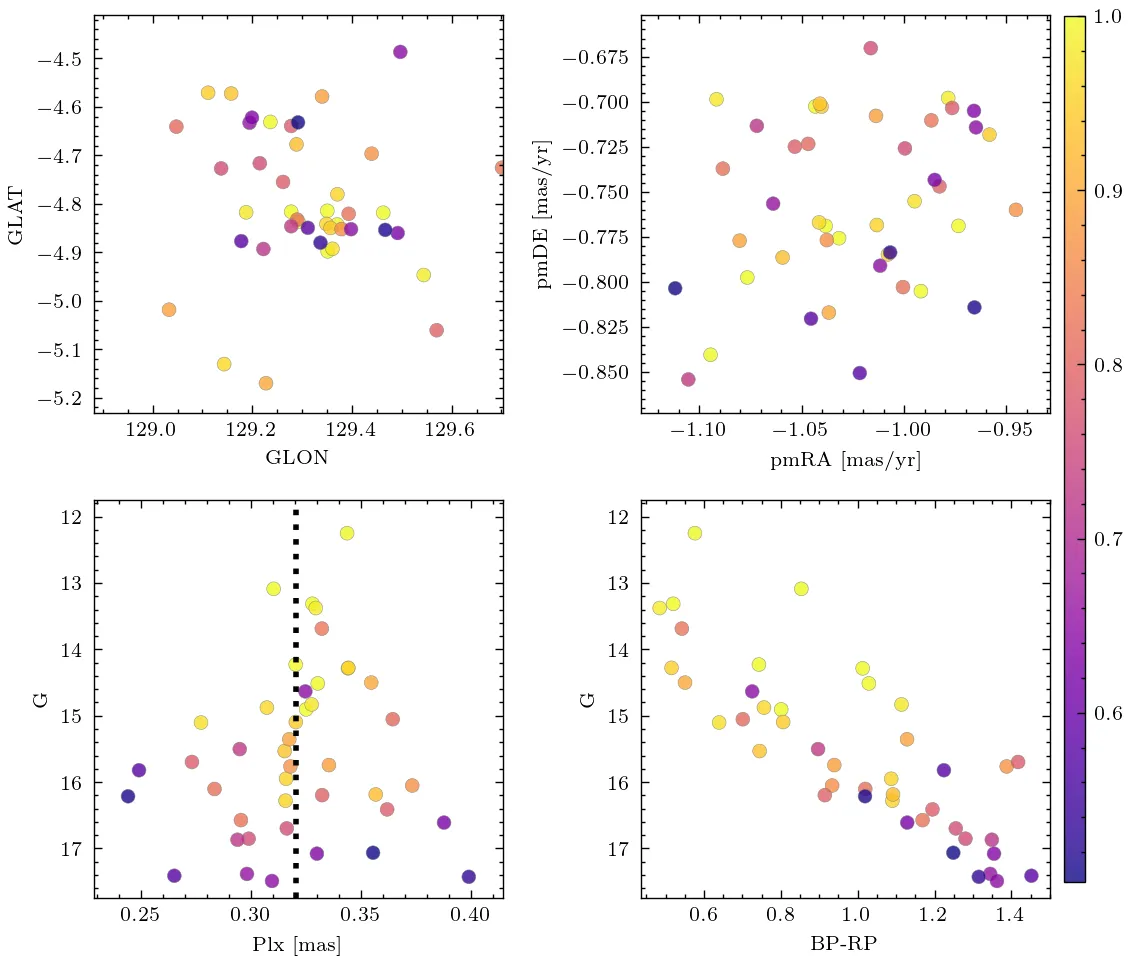 −4.5
−4.6
−4.7
−4.8
−4.9
−5.0
−5.1
−5.2
GLAT
129.0 129.2 129.4 129.6
GLON
−0.675
−0.700
−0.725
−0.750
−0.775
−0.800
−0.825
−0.850
pmDE [mas/yr]
−1.10 −1.05 −1.00 −0.95
pmRA [mas/yr]
12
13
14
15
16
17
G
0.25 0.30 0.35 0.40
Plx [mas]
12
13
14
15
16
17
G
0.6 0.8 1.0 1.2 1.4
BP-RP
1.0
0.9
0.8
0.7
0.6